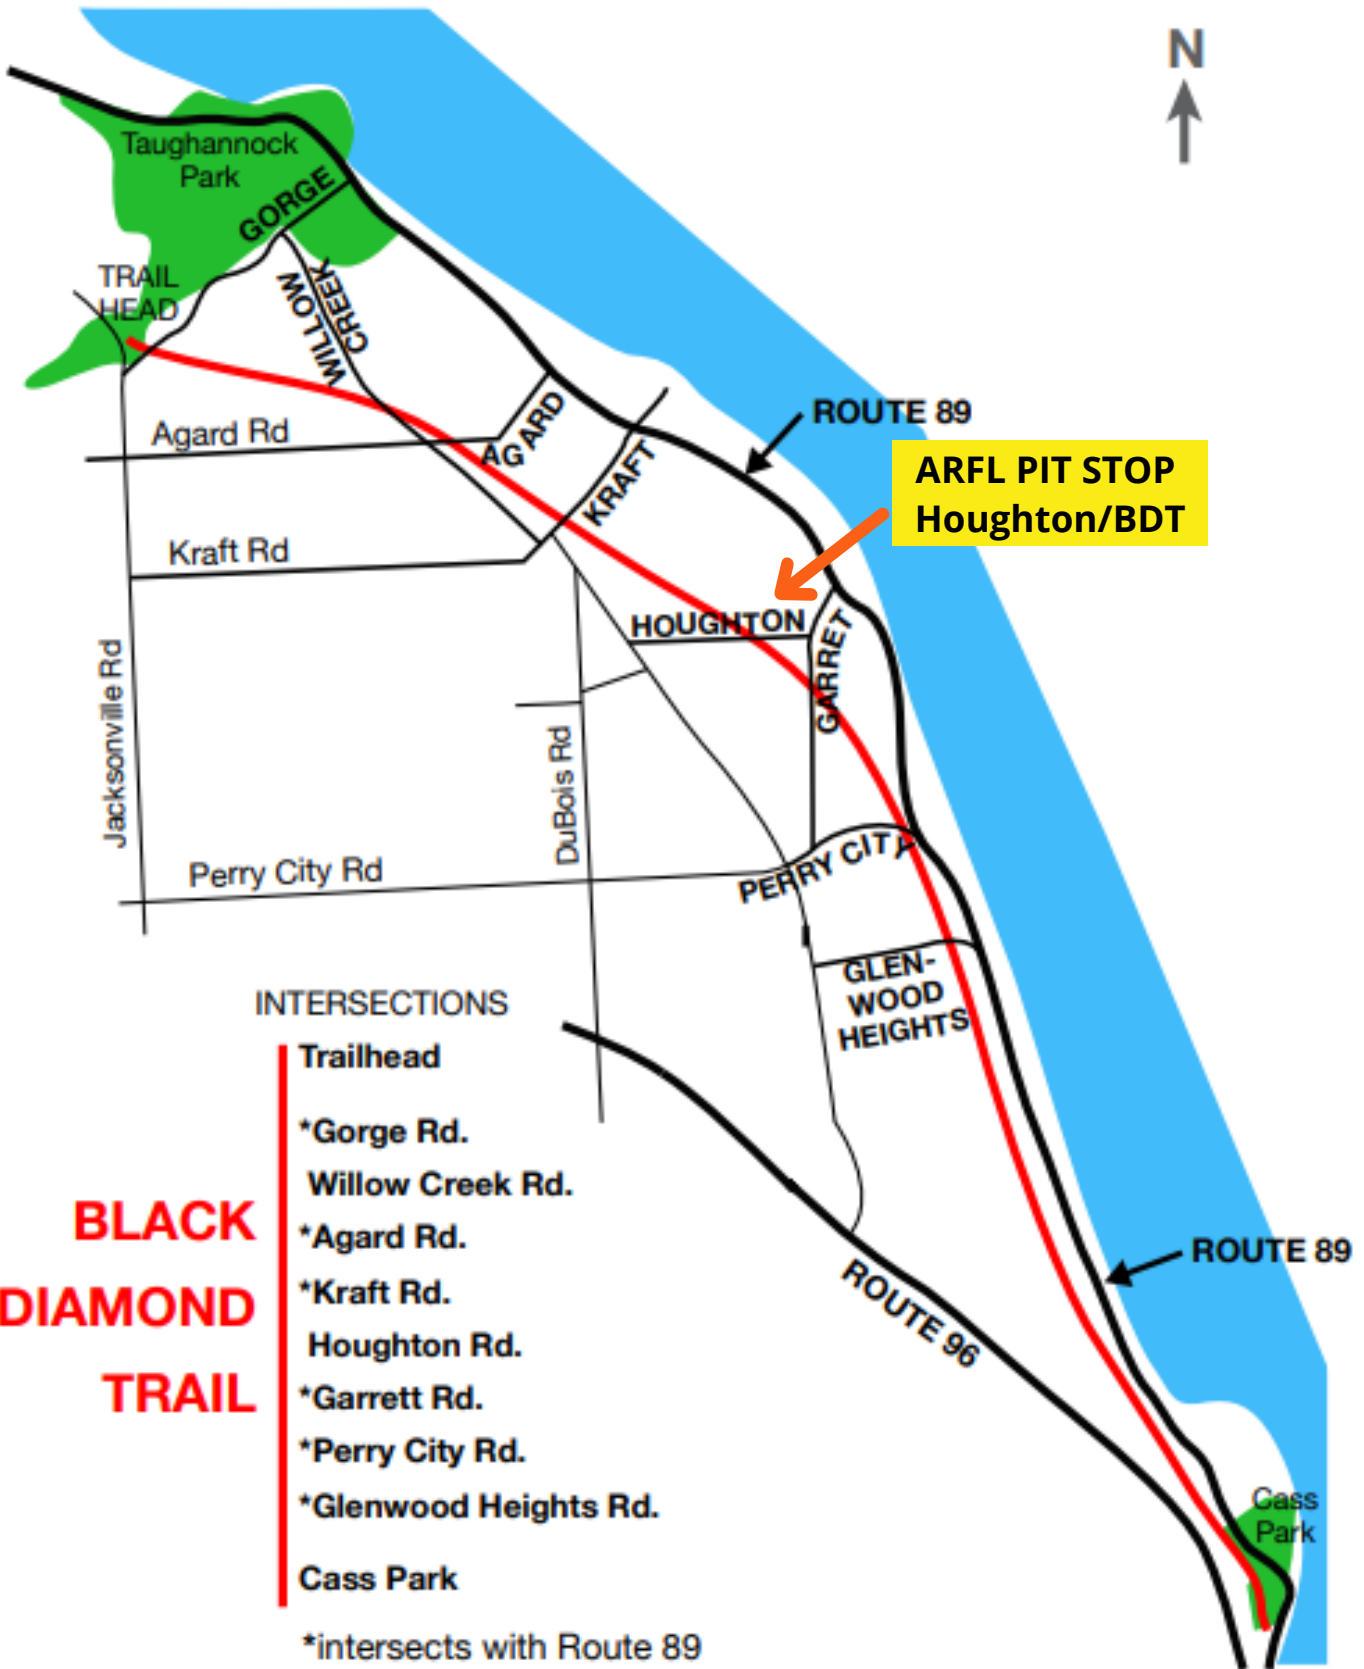 N
Taughannock
Park
GORGE
TRAIL
HEAD
WILLOW
CREEK
ROUTE 89
Agard Rd
AGARD
KRAFT
ARFL PIT STOP
Houghton/BDT
Kraft Rd
HOUGHTON
GARRET
Jacksonville Rd
DuBois Rd
Perry City Rd
PERRY CITY
GLEN-
WOOD
HEIGHTS
INTERSECTIONS
Trailhead
*Gorge Rd.
Willow Creek Rd.
*Agard Rd.
*Kraft Rd.
Houghton Rd.
*Garrett Rd.
*Perry City Rd.
*Glenwood Heights Rd.
Cass Park
*intersects with Route 89
BLACK
DIAMOND
TRAIL
ROUTE 89
ROUTE 96
Cass
Park